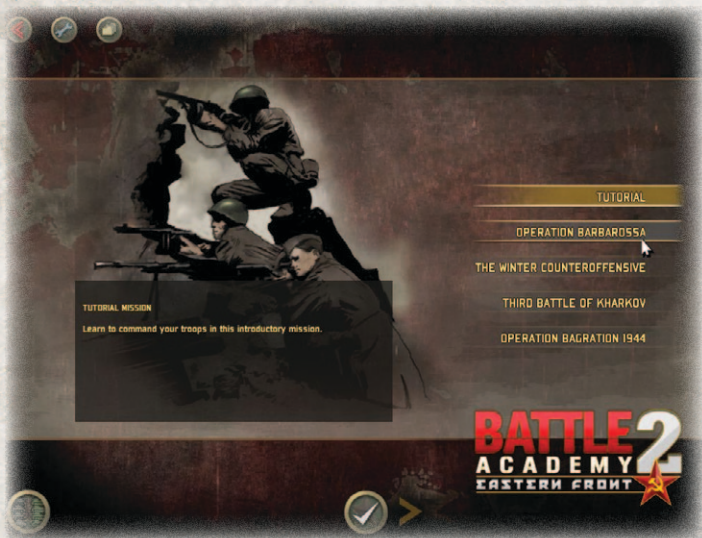 TUTORIAL
OPERATION BARBAROSSA
THE WINTER COUNTEROFFENSIVE
THIRD BATTLE OF KHARKOV
OPERATION BAGRATION 1944
TUTORIAL MISSION
Learn to command your troops in this introductory mission.
BATTLE 2
ACADEMY
EASTERN FRONT